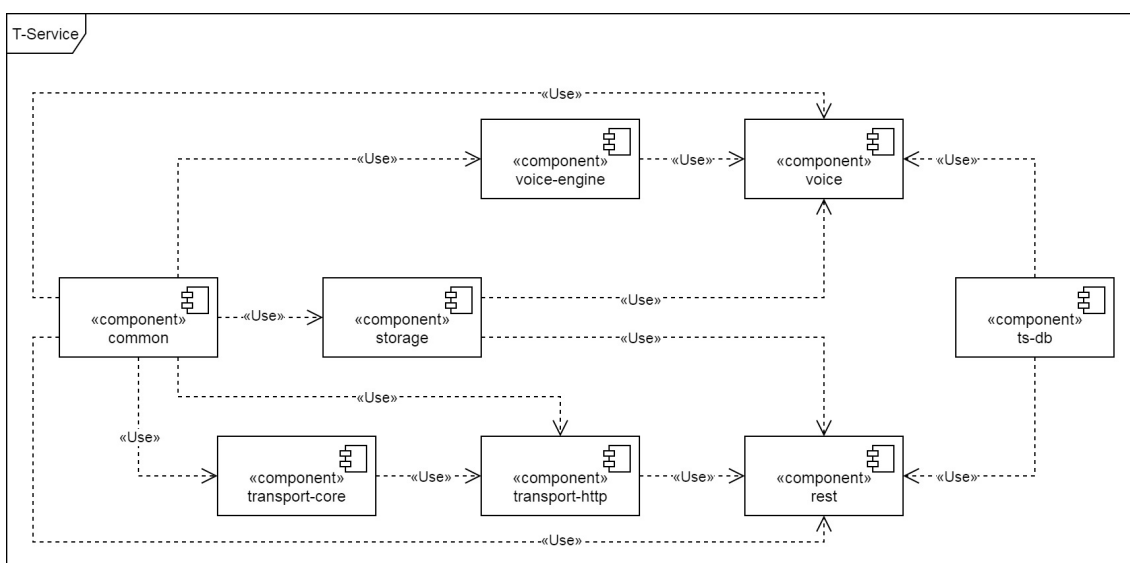 T-Service
«Use»
«component»
voice-engine
«Use»
«Use»
«component»
voice
«Use»
«component»
common
«Use»
«component»
storage
«Use»
«Use»
«component»
ts-db
«Use»
«Use»
«component»
transport-core
«Use»
«component»
transport-http
«Use»
«component»
rest
«Use»
«Use»